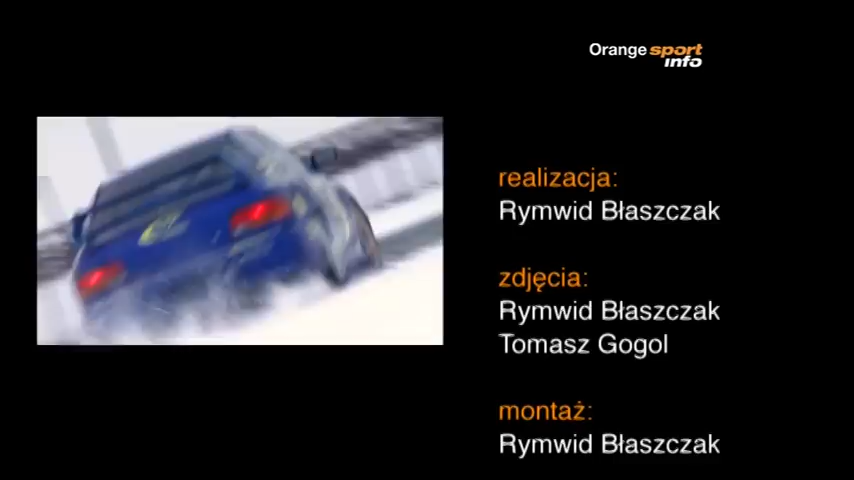 Orange sport
info
realizacja:
Rymwid Błaszczak
zdjęcia:
Rymwid Błaszczak
Tomasz Gogol
montaż:
Rymwid Błaszczak